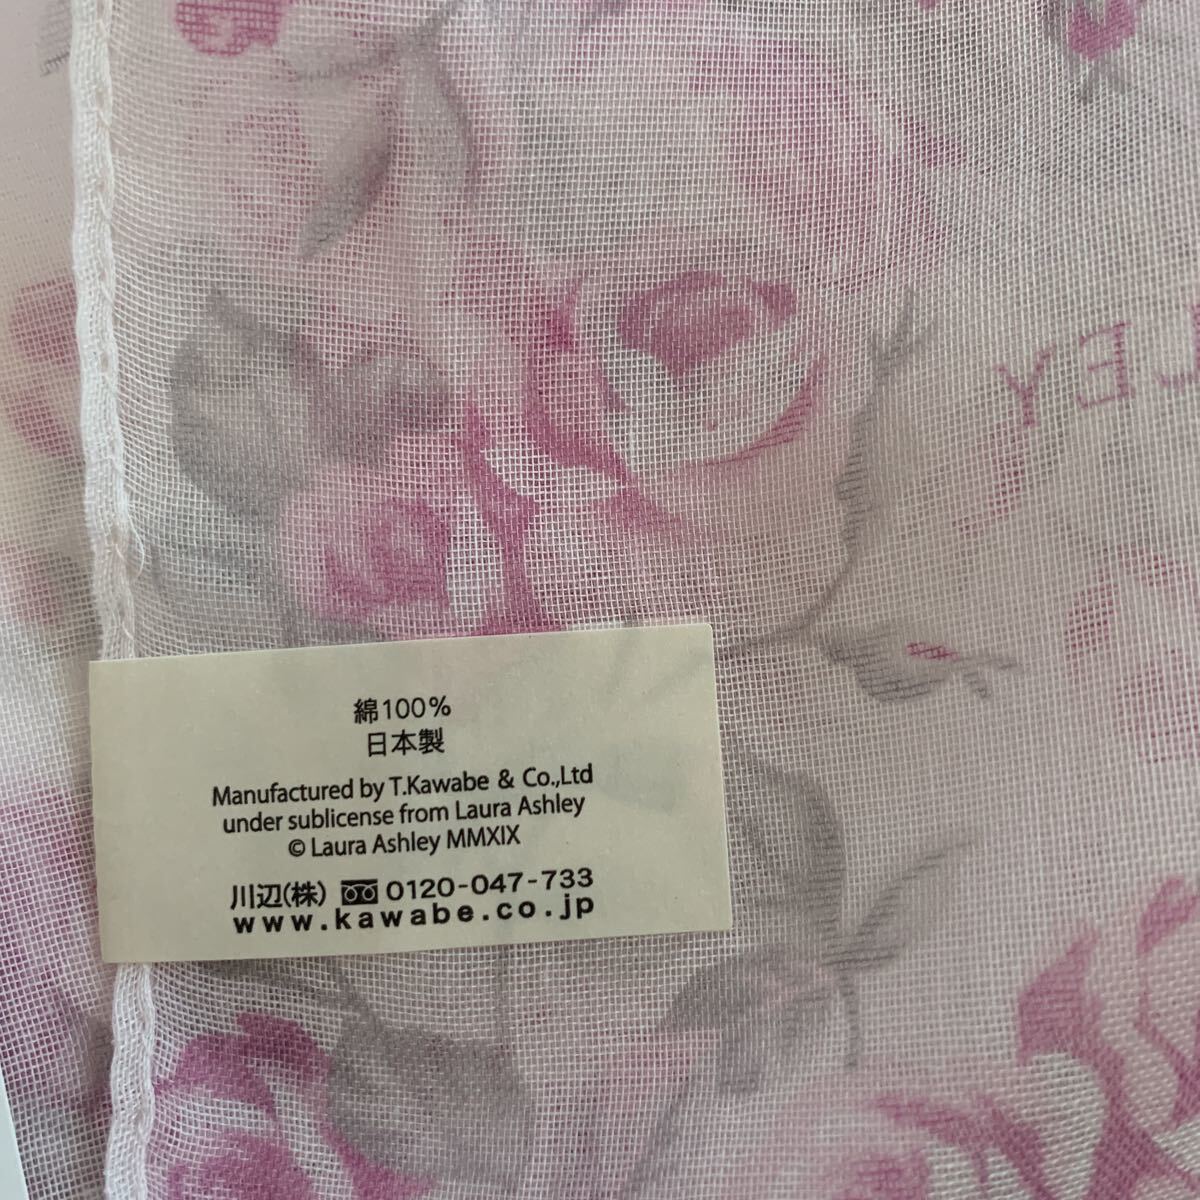 LEY
綿100%
日本製
Manufactured by T.Kawabe & Co.,Ltd
under sublicense from Laura Ashley
© Laura Ashley MMXIX
川辺(株) 0120-047-733
www.kawabe.co.jp